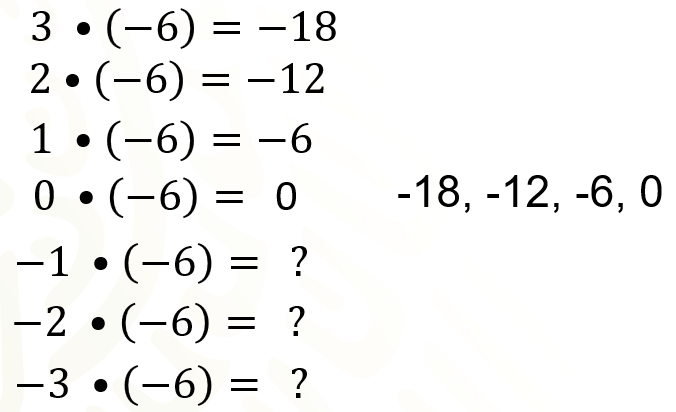 3 • (−6) = −18
2 • (−6) = −12
1 • (−6) = −6
0 • (−6) = 0
-18, -12, -6, 0
−1 • (−6) = ?
−2 • (−6) = ?
−3 • (−6) = ?